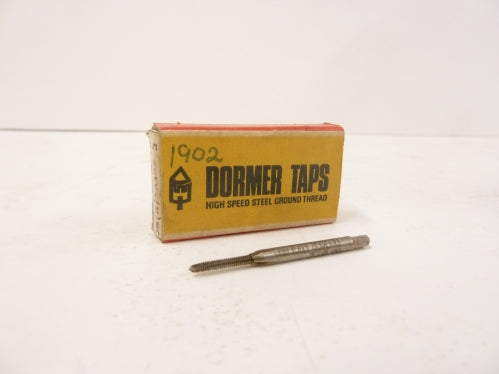 1902
DORMER TAPS
HIGH SPEED STEEL GROUND THREAD